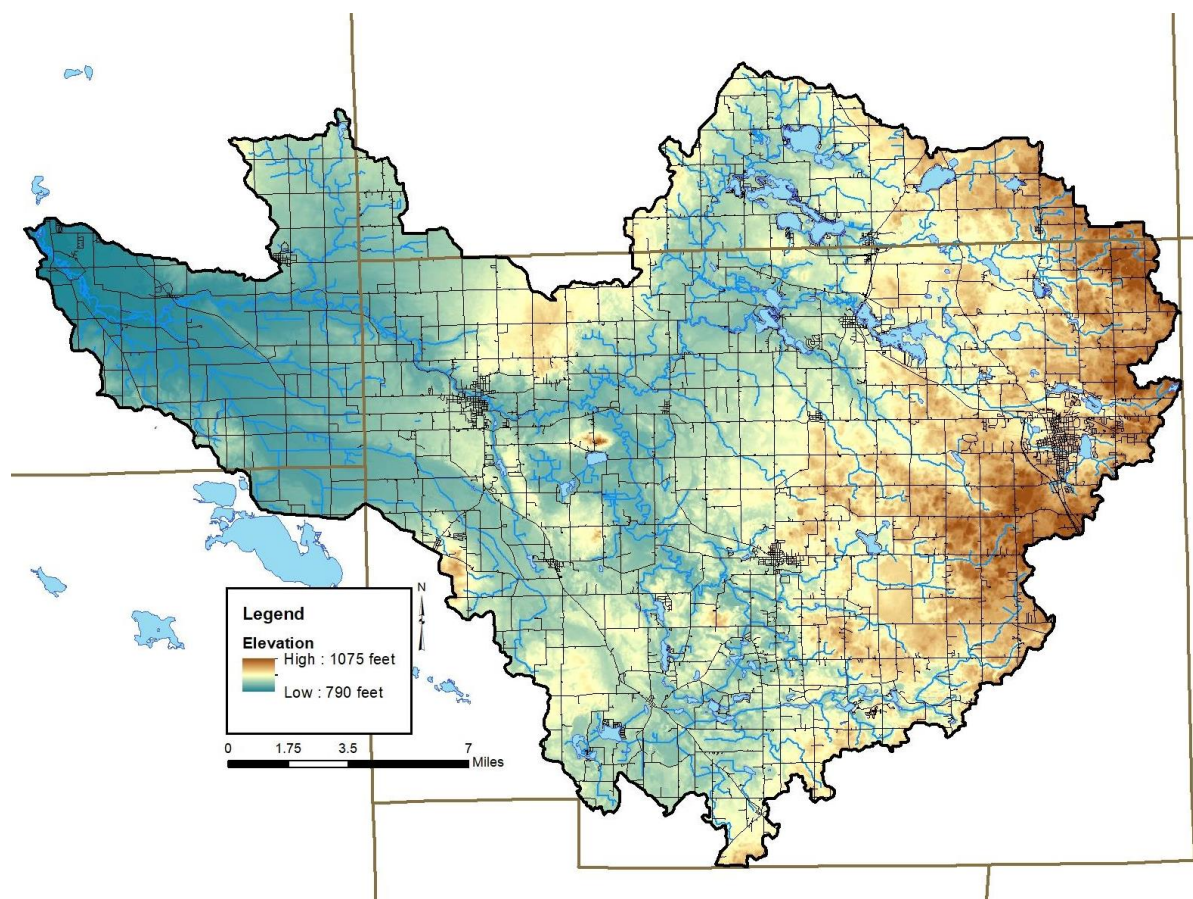 Legend
Elevation
High : 1075 feet
Low : 790 feet
N
0 1.75 3.5 7
Miles